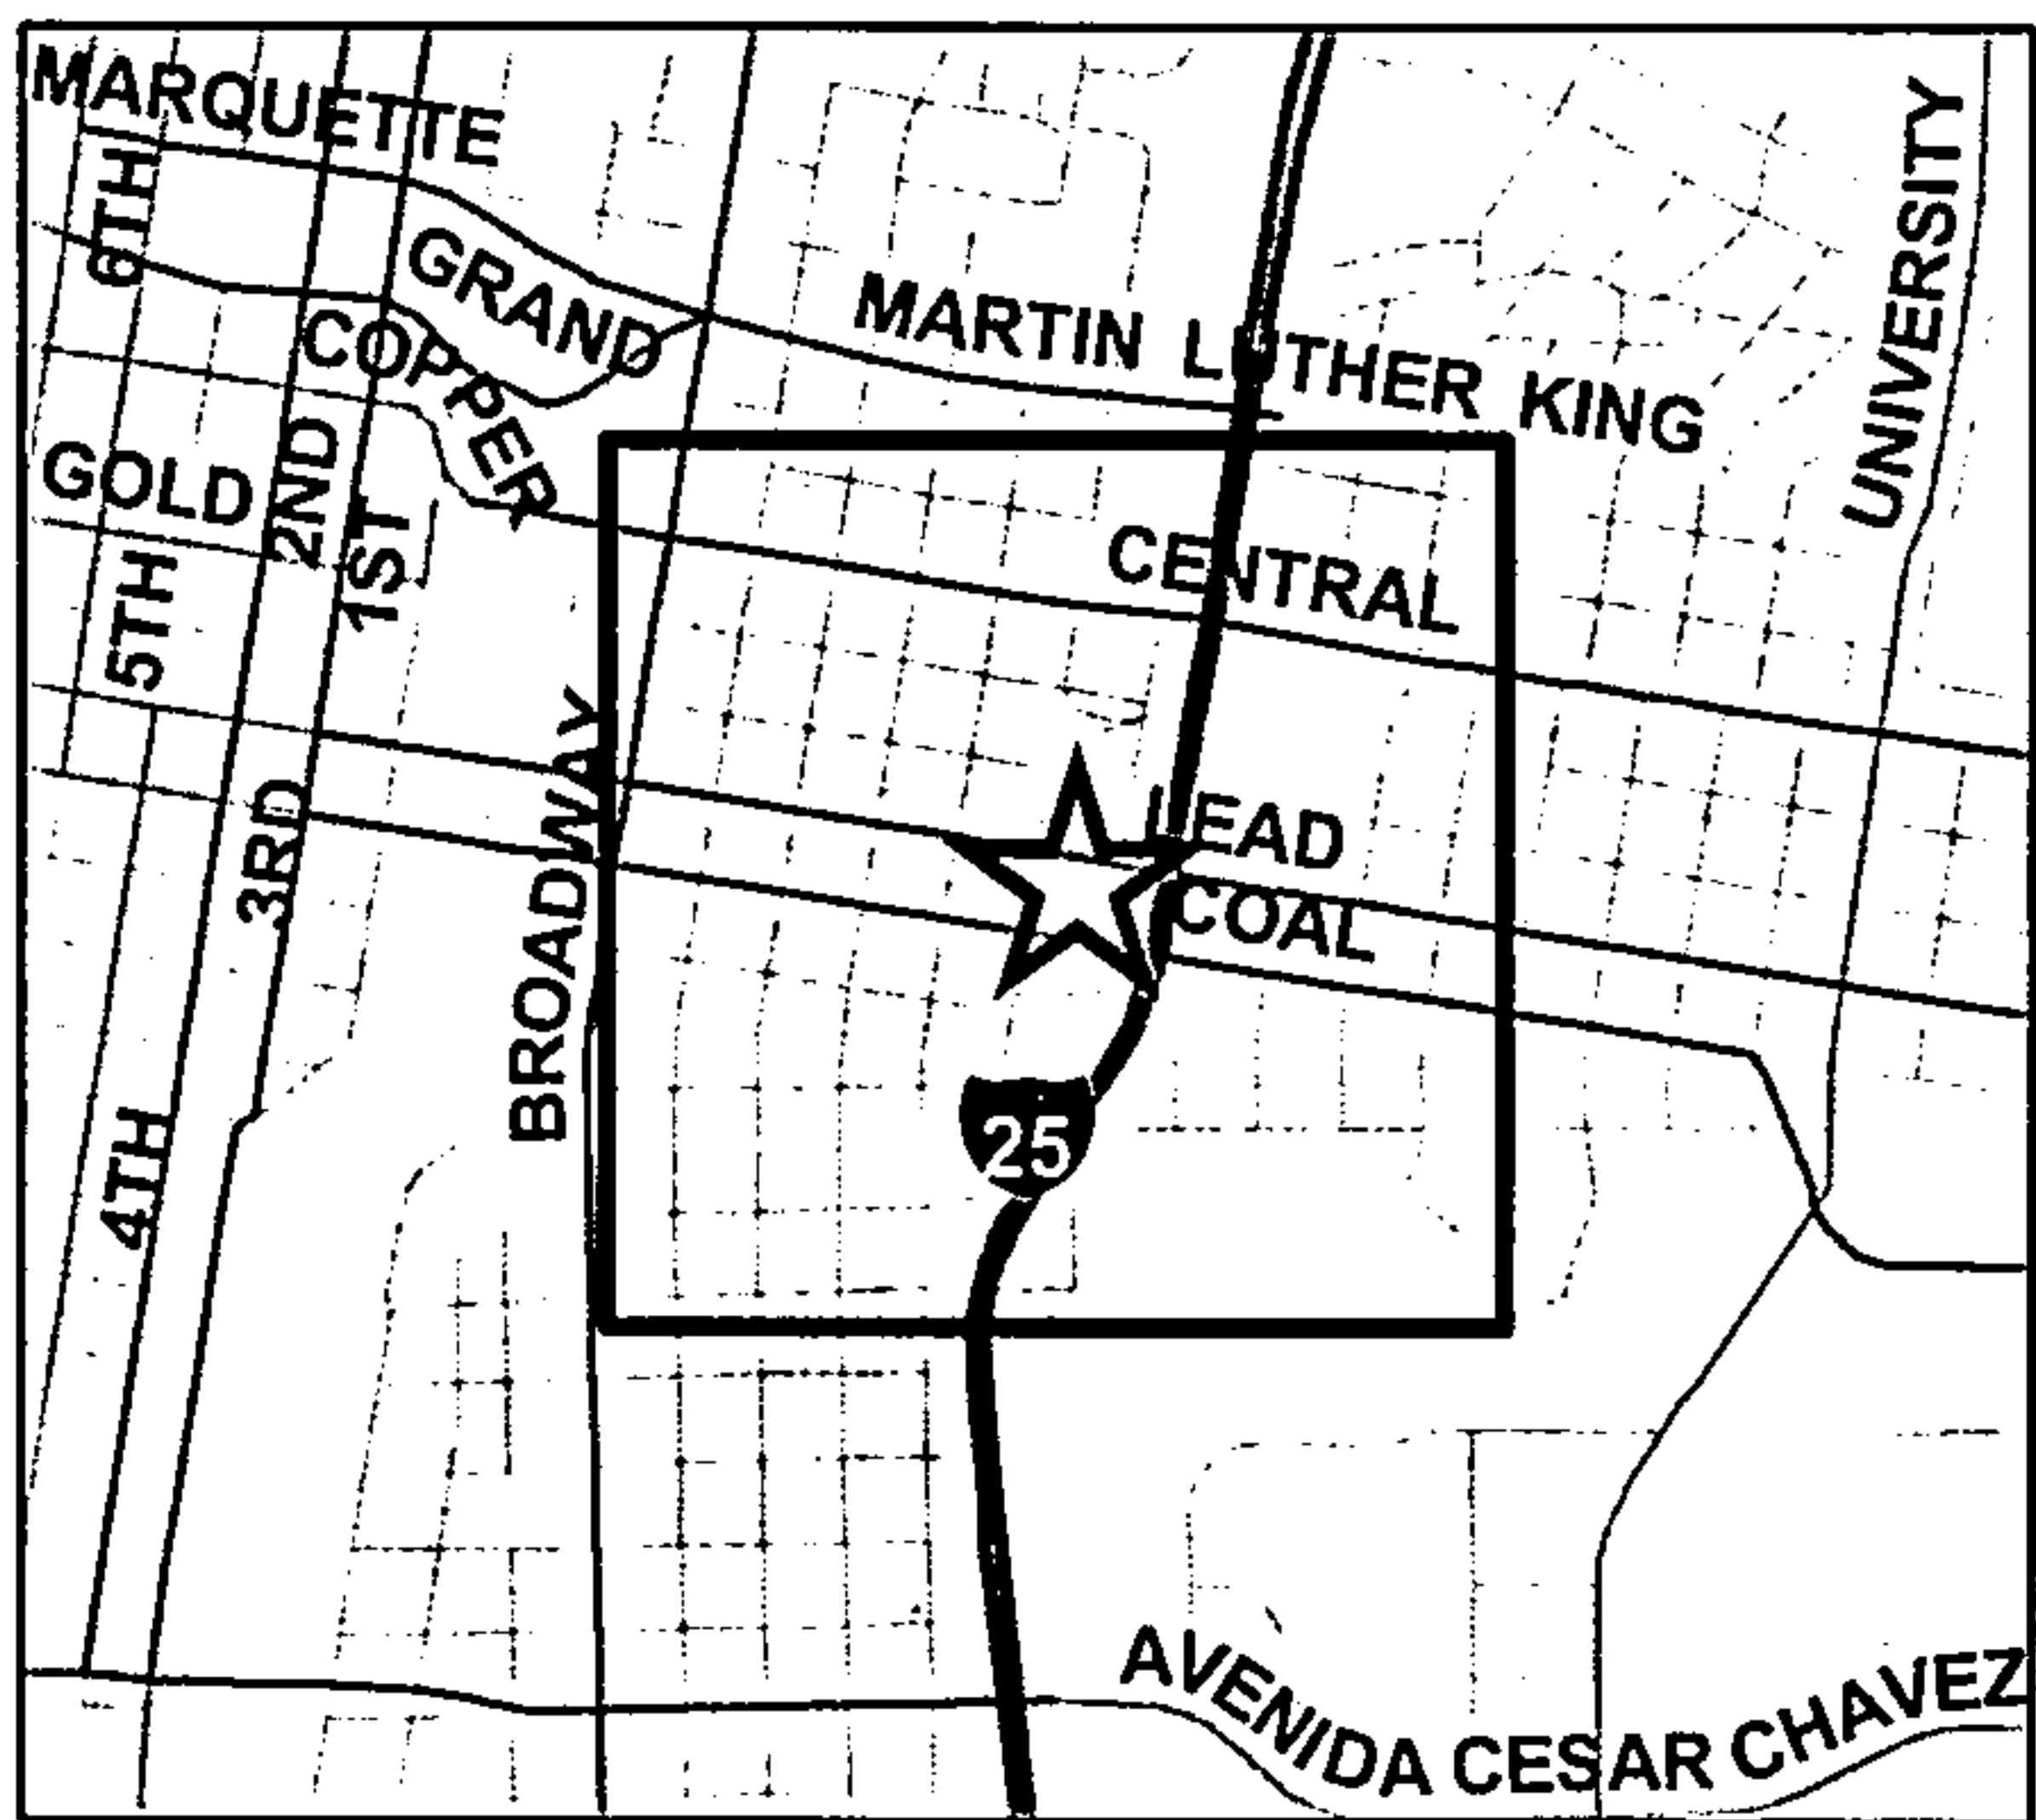 MARQUETTE
6TH
GRAND
COPPER
MARTIN LUTHER KING
UNIVERSITY
GOLD
2ND
1ST
5TH
CENTRAL
BROADWAY
LEAD
3RD
COAL
4TH
25
AVENIDA CESAR CHAVEZ